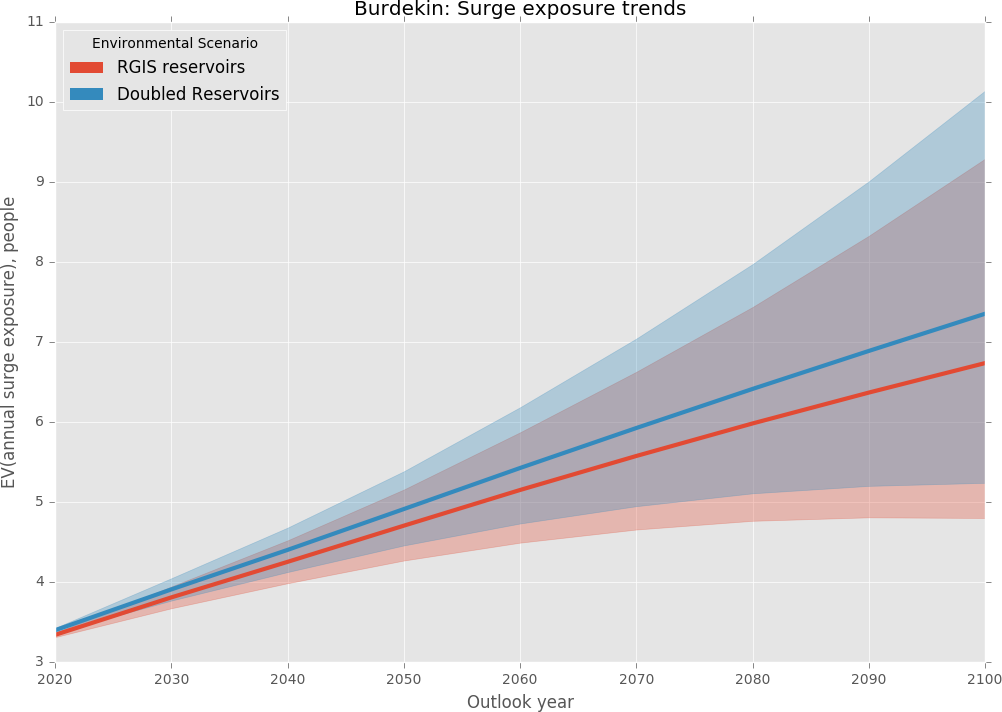 Burdekin: Surge exposure trends
Environmental Scenario
RGIS reservoirs
Doubled Reservoirs
EV(annual surge exposure), people
11
10
9
8
7
6
5
4
3
2020 2030 2040 2050 2060 2070 2080 2090 2100
Outlook year